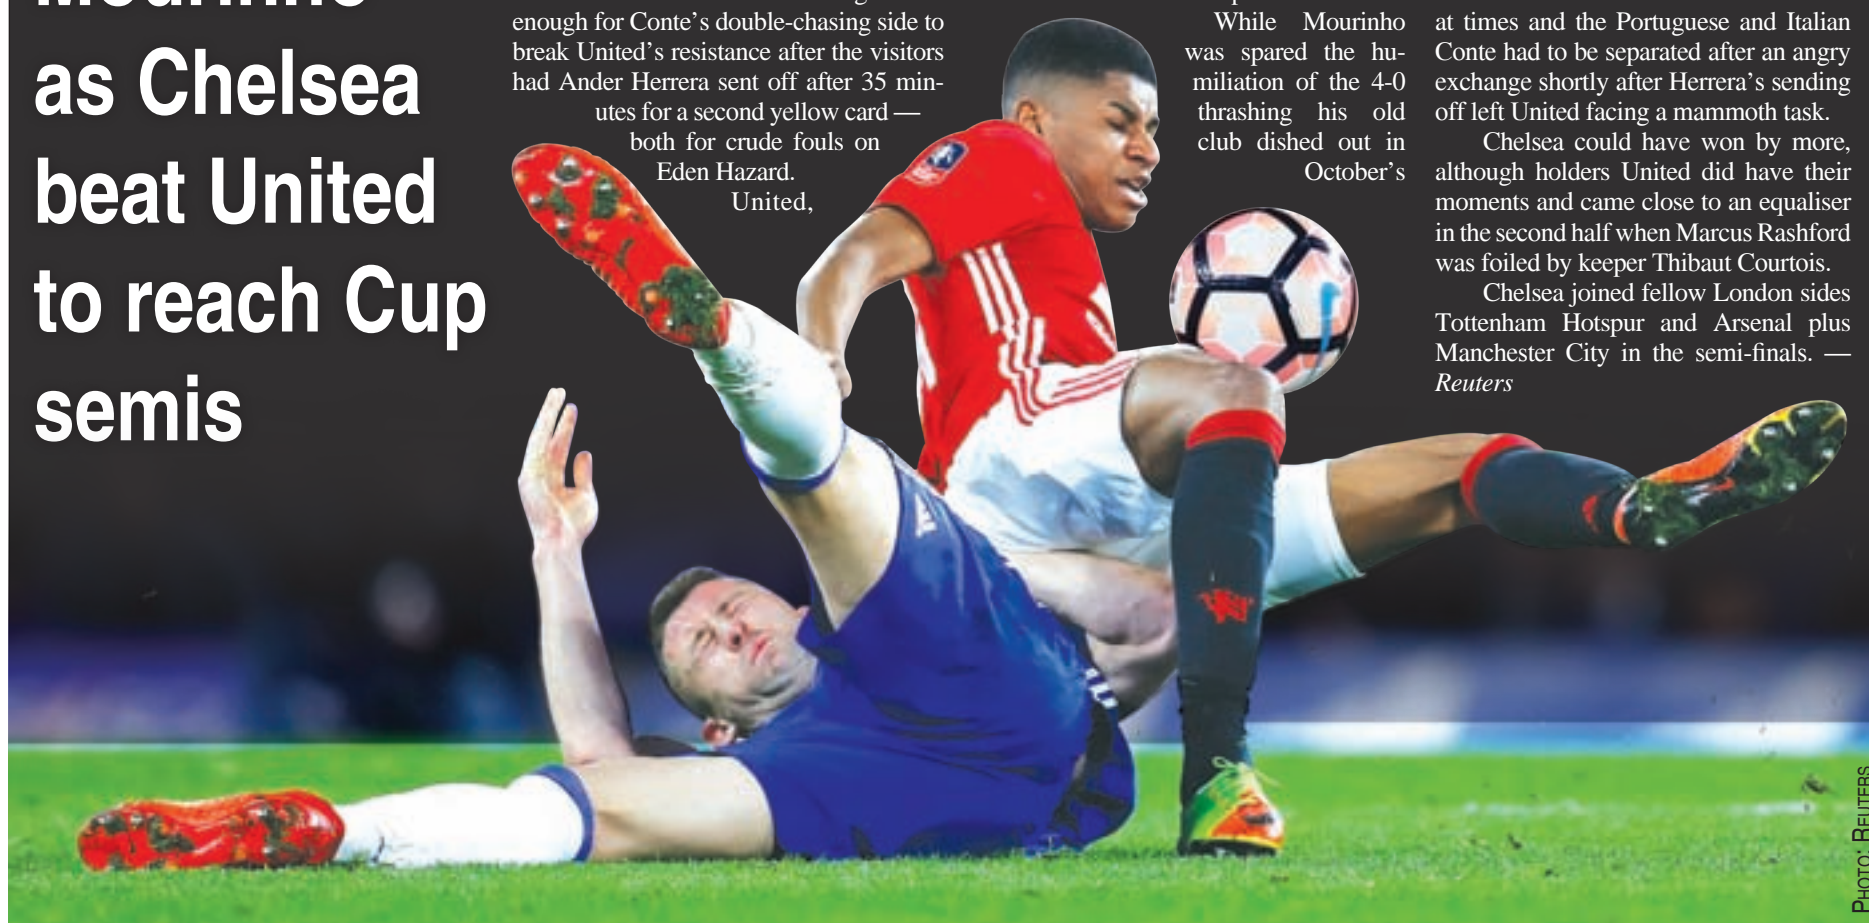 as Chelsea
beat United
to reach Cup
semis
enough for Conte’s double-chasing side to
break United’s resistance after the visitors
had Ander Herrera sent off after 35 min-
utes for a second yellow card —
both for crude fouls on
Eden Hazard.
United,
While Mourinho
was spared the hu-
miliation of the 4-0
thrashing his old
club dished out in
October’s
at times and the Portuguese and Italian
Conte had to be separated after an angry
exchange shortly after Herrera’s sending
off left United facing a mammoth task.
Chelsea could have won by more,
although holders United did have their
moments and came close to an equaliser
in the second half when Marcus Rashford
was foiled by keeper Thibaut Courtois.
Chelsea joined fellow London sides
Tottenham Hotspur and Arsenal plus
Manchester City in the semi-finals. —
Reuters
PHOTO: REUTERS